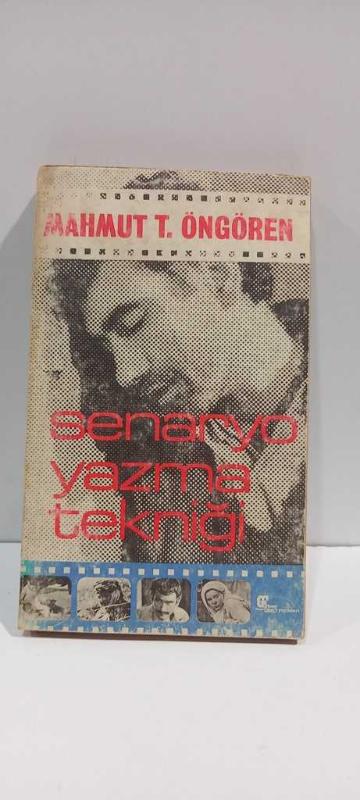 MAHMUT T. ÖNGÖREN
senaryo
yazma
tekniği